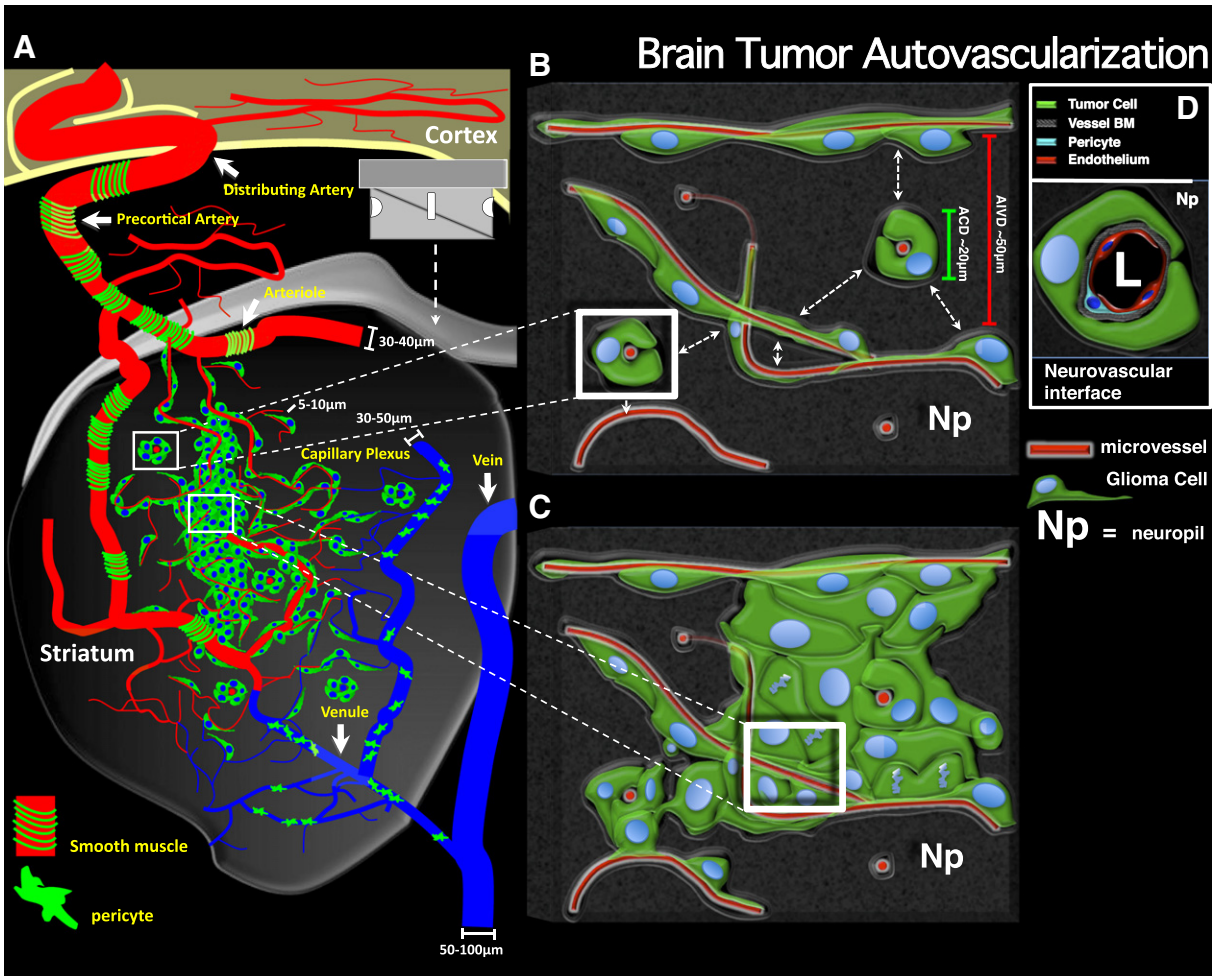 A
Cortex
Distributing Artery
Precortical Artery
Arteriole
30-40µm
5-10µm
30-50µm
Capillary Plexus
Vein
Striatum
Venule
Smooth muscle
pericyte
50-100µm
Brain Tumor Autovascularization
B
ACD ~20µm
AIVD ~50µm
Np
C
Np
D
Tumor Cell
Vessel BM
Pericyte
Endothelium
Np
L
Neurovascular
interface
microvessel
Glioma Cell
Np = neuropil